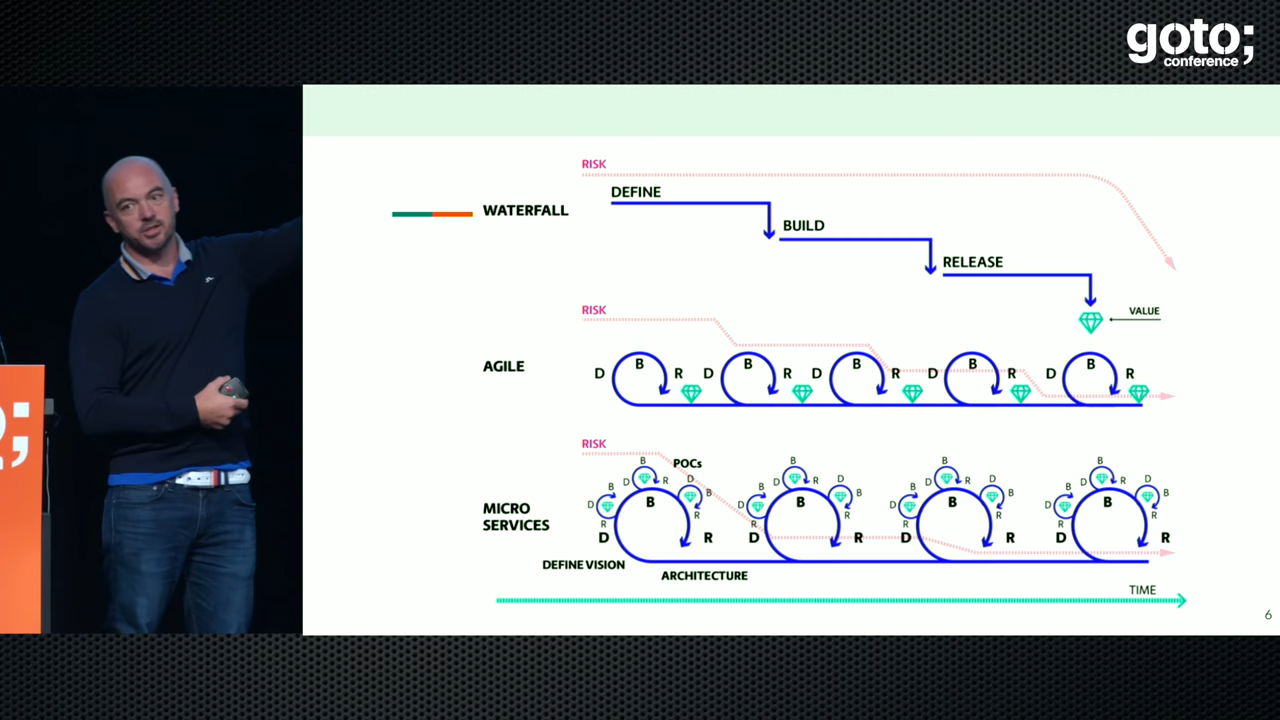 goto;
conference
RISK
DEFINE
WATERFALL
BUILD
RELEASE
VALUE
RISK
AGILE
D B R D B R D B R D B R D B R
RISK
POCs
B B B B
D R D D R D D R D D R D
B B B B B B B B
D D D D
R R R R R R R R
B B B B
MICRO
SERVICES
D R D R D R D R
DEFINE VISION
ARCHITECTURE
TIME
6
;